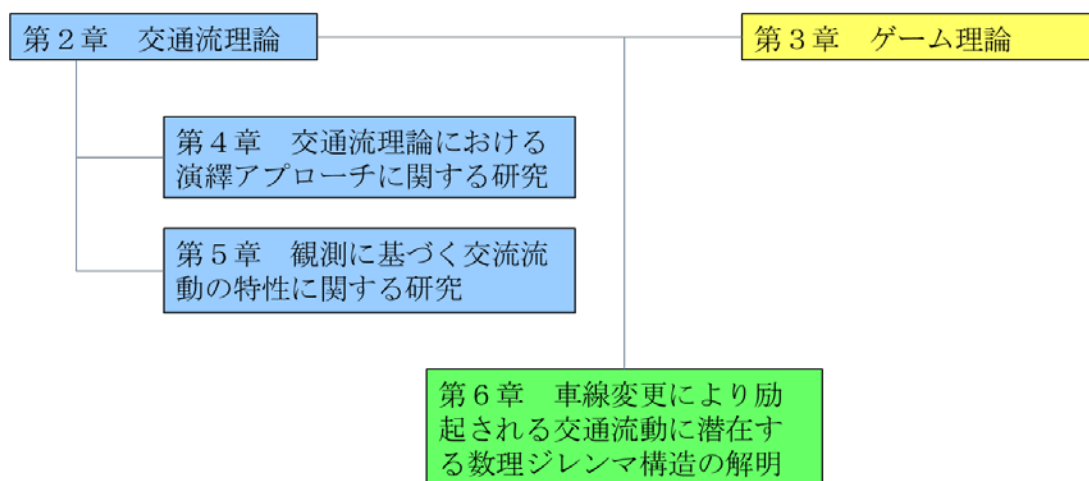 第２章　交通流理論
第３章　ゲーム理論
第４章　交通流理論における
演繹アプローチに関する研究
第５章　観測に基づく交流流
動の特性に関する研究
第６章　車線変更により励
起される交通流動に潜在す
る数理ジレンマ構造の解明